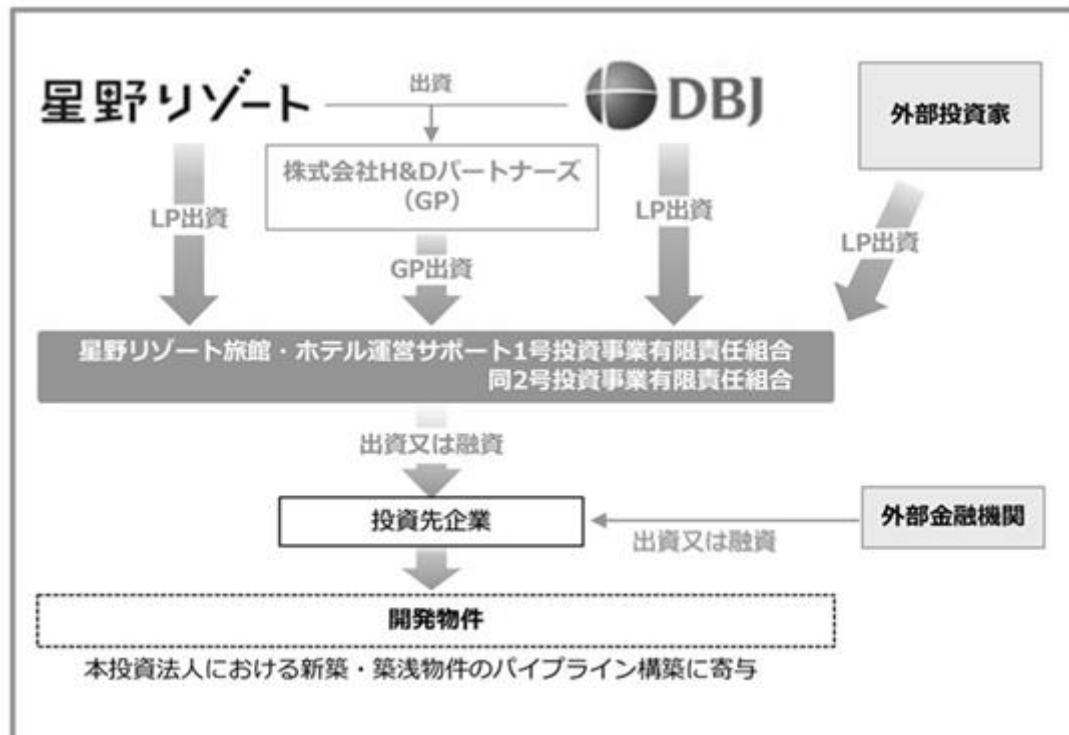 星野リゾート
出資
DBJ
外部投資家
株式会社H&Dパートナーズ
(GP)
LP出資
GP出資
LP出資
LP出資
星野リゾート旅館・ホテル運営サポート1号投資事業有限責任組合
同2号投資事業有限責任組合
出資又は融資
投資先企業
外部金融機関
出資又は融資
開発物件
本投資法人における新築・築浅物件のパイプライン構築に寄与